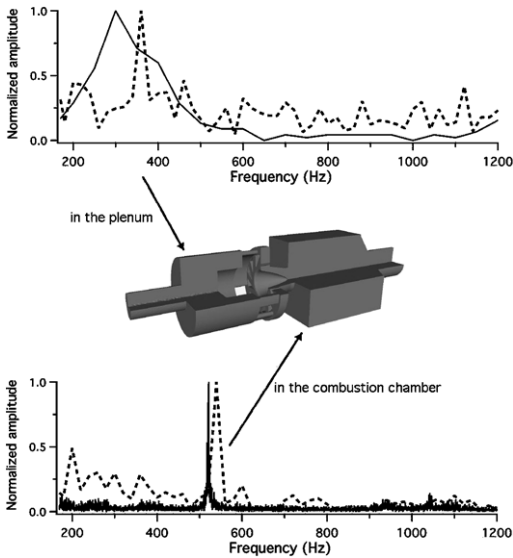 Normalized amplitude
1.0
0.5
0.0
200 400 600 800 1000 1200
Frequency (Hz)
in the plenum
in the combustion chamber
Normalized amplitude
1.0
0.5
0.0
200 400 600 800 1000 1200
Frequency (Hz)